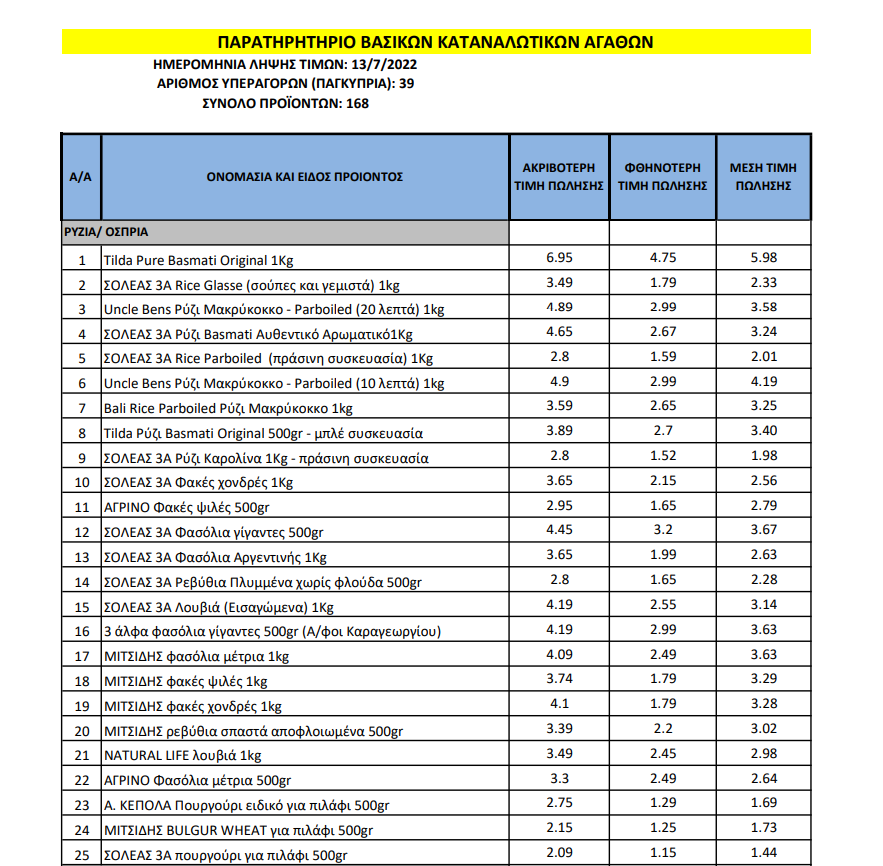 ΠΑΡΑΤΗΡΗΤΗΡΙΟ ΒΑΣΙΚΩΝ ΚΑΤΑΝΑΛΩΤΙΚΩΝ ΑΓΑΘΩΝ
ΗΜΕΡΟΜΗΝΙΑ ΛΗΨΗΣ ΤΙΜΩΝ: 13/7/2022
ΑΡΙΘΜΟΣ ΥΠΕΡΑΓΟΡΩΝ (ΠΑΓΚΥΠΡΙΑ): 39
ΣΥΝΟΛΟ ΠΡΟΪΟΝΤΩΝ: 168
Α/Α ΟΝΟΜΑΣΙΑ ΚΑΙ ΕΙΔΟΣ ΠΡΟΙΟΝΤΟΣ ΑΚΡΙΒΟΤΕΡΗ ΤΙΜΗ ΠΩΛΗΣΗΣ ΦΘΗΝΟΤΕΡΗ ΤΙΜΗ ΠΩΛΗΣΗΣ ΜΕΣΗ ΤΙΜΗ ΠΩΛΗΣΗΣ
ΡΥΖΙΑ/ ΟΣΠΡΙΑ
1 Tilda Pure Basmati Original 1Kg 6.95 4.75 5.98
2 ΣΟΛΕΑΣ 3Α Rice Glasse (σούπες και γεμιστά) 1kg 3.49 1.79 2.33
3 Uncle Bens Ρύζι Μακρύκοκκο - Parboiled (20 λεπτά) 1kg 4.89 2.99 3.58
4 ΣΟΛΕΑΣ 3Α Ρύζι Basmati Αυθεντικό Αρωματικό1Kg 4.65 2.67 3.24
5 ΣΟΛΕΑΣ 3Α Rice Parboiled (πράσινη συσκευασία) 1Kg 2.8 1.59 2.01
6 Uncle Bens Ρύζι Μακρύκοκκο - Parboiled (10 λεπτά) 1kg 4.9 2.99 4.19
7 Bali Rice Parboiled Ρύζι Μακρύκοκκο 1kg 3.59 2.65 3.25
8 Tilda Ρύζι Basmati Original 500gr - μπλέ συσκευασία 3.89 2.7 3.40
9 ΣΟΛΕΑΣ 3Α Ρύζι Καρολίνα 1Kg - πράσινη συσκευασία 2.8 1.52 1.98
10 ΣΟΛΕΑΣ 3Α Φακές χονδρές 1Kg 3.65 2.15 2.56
11 ΑΓΡΙΝΟ Φακές ψιλές 500gr 2.95 1.65 2.79
12 ΣΟΛΕΑΣ 3Α Φασόλια γίγαντες 500gr 4.45 3.2 3.67
13 ΣΟΛΕΑΣ 3Α Φασόλια Αργεντινής 1Kg 3.65 1.99 2.63
14 ΣΟΛΕΑΣ 3Α Ρεβύθια Πλυμμένα χωρίς φλούδα 500gr 2.8 1.65 2.28
15 ΣΟΛΕΑΣ 3Α Λουβιά (Εισαγώμενα) 1Kg 4.19 2.55 3.14
16 3 άλφα φασόλια γίγαντες 500gr (Α/φοι Καραγεωργίου) 4.19 2.99 3.63
17 ΜΙΤΣΙΔΗΣ φασόλια μέτρια 1kg 4.09 2.49 3.63
18 ΜΙΤΣΙΔΗΣ φακές ψιλές 1kg 3.74 1.79 3.29
19 ΜΙΤΣΙΔΗΣ φακές χονδρές 1kg 4.1 1.79 3.28
20 ΜΙΤΣΙΔΗΣ ρεβύθια σπαστά αποφλοιωμένα 500gr 3.39 2.2 3.02
21 NATURAL LIFE λουβιά 1kg 3.49 2.45 2.98
22 ΑΓΡΙΝΟ Φασόλια μέτρια 500gr 3.3 2.49 2.64
23 Α. ΚΕΠΟΛΑ Πουργούρι ειδικό για πιλάφι 500gr 2.75 1.29 1.69
24 ΜΙΤΣΙΔΗΣ BULGUR WHEAT για πιλάφι 500gr 2.15 1.25 1.73
25 ΣΟΛΕΑΣ 3Α πουργούρι για πιλάφι 500gr 2.09 1.15 1.44